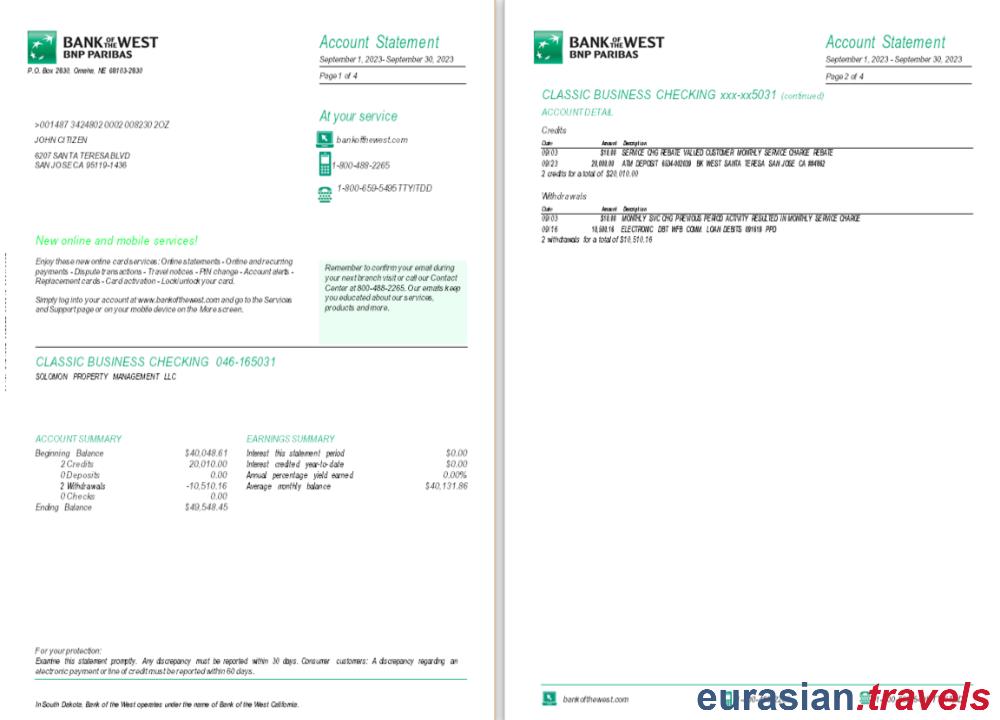 BANK OF THE WEST
BNP PARIBAS
P.O. Box 2830, Omaha, NE 68103-2830
Account Statement
September 1, 2023- September 30, 2023
Page 1 of 4
At your service
bankofthewest.com
1-800-488-2265
1-800-659-5495 TTY/TDD
>001487 3424802 0002 008230 2OZ
JOHN CITIZEN
6207 SANTA TERESA BLVD
SAN JOSE CA 95119-1436
New online and mobile services!
Enjoy these new online card services: Online statements - Online and recurring
payments - Dispute transactions - Travel notices - PIN change - Account alerts -
Replacement cards - Card activation - Lock/unlock your card.
Simply log into your account at www.bankofthewest.com and go to the Services
and Support page or on your mobile device on the More screen.
Remember to confirm your email during
your next branch visit or call our Contact
Center at 800-488-2265. Our emails keep
you educated about our services,
products and more.
CLASSIC BUSINESS CHECKING 046-165031
SOLOMON PROPERTY MANAGEMENT LLC
ACCOUNT SUMMARY
Beginning Balance $40,048.61
2 Credits 20,010.00
0 Deposits 0.00
2 Withdrawals -10,510.16
0 Checks 0.00
Ending Balance $49,548.45
EARNINGS SUMMARY
Interest this statement period $0.00
Interest credited year-to-date $0.00
Annual percentage yield earned 0.00%
Average monthly balance $40,131.86
For your protection:
Examine this statement promptly. Any discrepancy must be reported within 30 days. Consumer customers: A discrepancy regarding an
electronic payment or line of credit must be reported within 60 days.
In South Dakota, Bank of the West operates under the name of Bank of the West California.
BANK OF THE WEST
BNP PARIBAS
Account Statement
September 1, 2023 - September 30, 2023
Page 2 of 4
CLASSIC BUSINESS CHECKING xxx-xx5031 (continued)
ACCOUNT DETAIL
Credits
Date Amount Description
09/03 $10.00 SERVICE CHG REBATE VALUED CUSTOMER MONTHLY SERVICE CHARGE REBATE
09/23 20,000.00 ATM DEPOSIT 6634-002039 BK WEST SANTA TERESA SAN JOSE CA
2 credits for a total of $20,010.00
Withdrawals
Date Amount Description
09/03 $10.00 MONTHLY SVC CHG PREVIOUS PERIOD ACTIVITY RESULTED IN MONTHLY SERVICE CHARGE
09/16 10,500.16 ELECTRONIC DBT WFB COMM. LOAN DEBITS 091618 PPD
2 withdrawals for a total of $10,510.16
bankofthewest.com
eurasian.travels